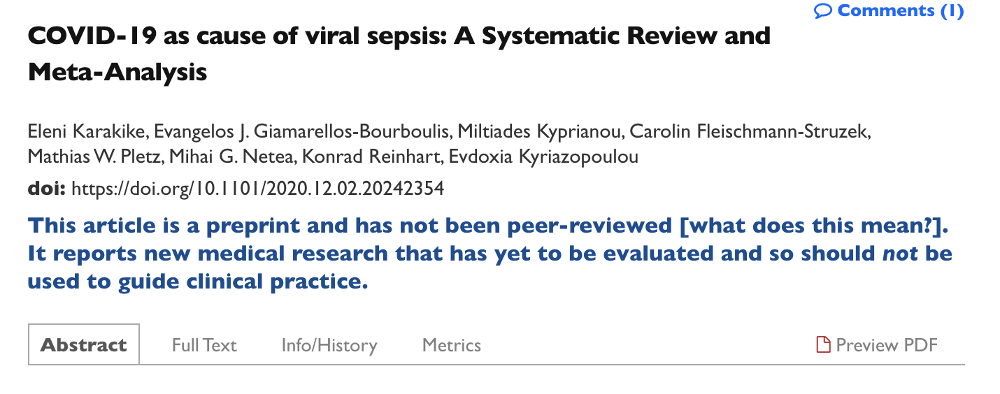 Comments (1)
COVID-19 as cause of viral sepsis: A Systematic Review and
Meta-Analysis
Eleni Karakike, Evangelos J. Giamarellos-Bourboulis, Miltiades Kyprianou, Carolin Fleischmann-Struzek,
Mathias W. Pletz, Mihai G. Netea, Konrad Reinhart, Evdoxia Kyriazopoulou
doi: https://doi.org/10.1101/2020.12.02.20242354
This article is a preprint and has not been peer-reviewed [what does this mean?].
It reports new medical research that has yet to be evaluated and so should not be
used to guide clinical practice.
Abstract Full Text Info/History Metrics Preview PDF